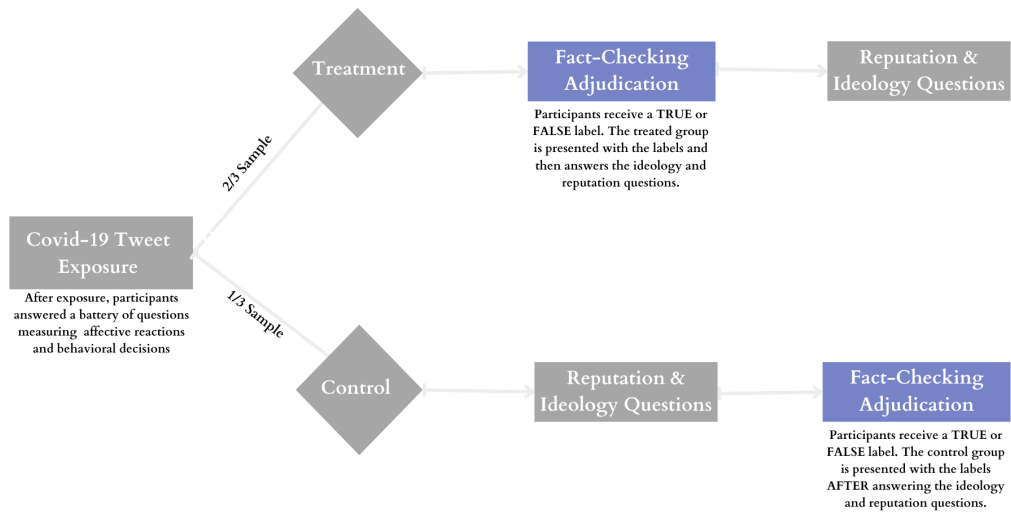 Treatment
Fact-Checking
Adjudication
Reputation &
Ideology Questions
Participants receive a TRUE or
FALSE label. The treated group
is presented with the labels and
then answers the ideology and
reputation questions.
2/3 Sample
Covid-19 Tweet
Exposure
After exposure, participants
answered a battery of questions
measuring affective reactions
and behavioral decisions
1/3 Sample
Control
Reputation &
Ideology Questions
Fact-Checking
Adjudication
Participants receive a TRUE or
FALSE label. The control group
is presented with the labels
AFTER answering the ideology
and reputation questions.